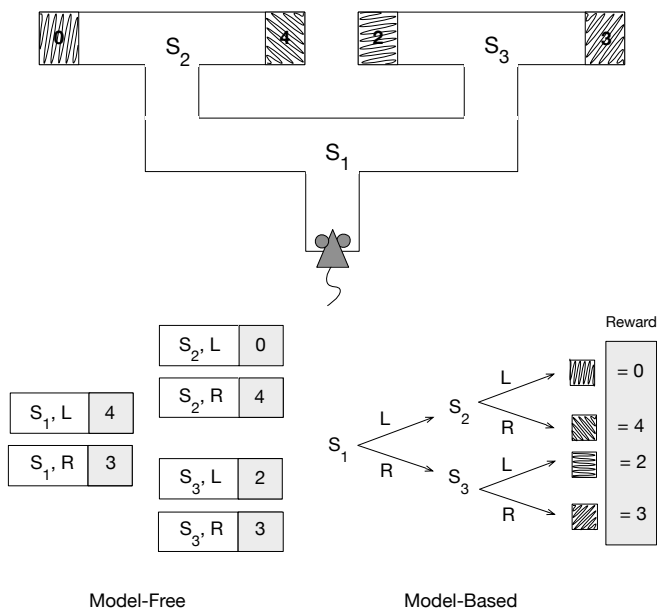 0 4 2 3
S2 S3
S1
Reward
S2, L 0
S2, R 4
S1, L 4
S1, R 3
S3, L 2
S3, R 3
S1
L
R
S2
L
R
S3
L
R
= 0
= 4
= 2
= 3
Model-Free
Model-Based